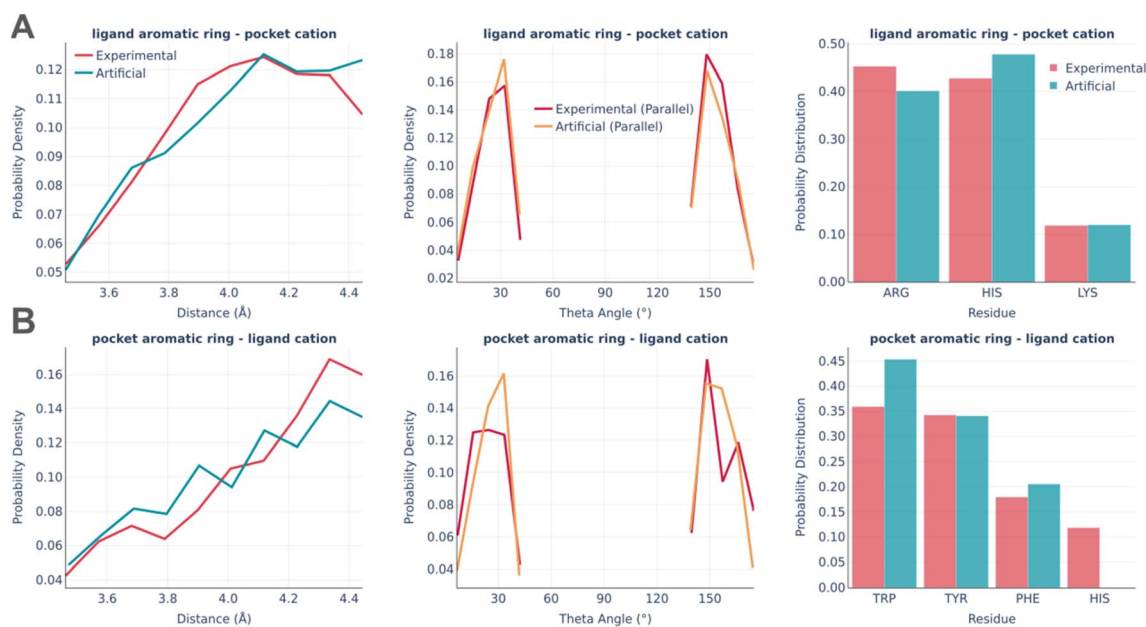 A
ligand aromatic ring - pocket cation
Experimental
Artificial
0.12
0.11
0.10
0.09
0.08
0.07
0.06
0.05
Probability Density
3.6 3.8 4.0 4.2 4.4
Distance (Å)
ligand aromatic ring - pocket cation
Experimental (Parallel)
Artificial (Parallel)
0.18
0.16
0.14
0.12
0.10
0.08
0.06
0.04
0.02
Probability Density
30 60 90 120 150
Theta Angle (°)
ligand aromatic ring - pocket cation
Experimental
Artificial
0.50
0.40
0.30
0.20
0.10
0.00
Probability Distribution
ARG HIS LYS
Residue
B
pocket aromatic ring - ligand cation
0.16
0.14
0.12
0.10
0.08
0.06
0.04
Probability Density
3.6 3.8 4.0 4.2 4.4
Distance (Å)
pocket aromatic ring - ligand cation
0.16
0.14
0.12
0.10
0.08
0.06
0.04
Probability Density
30 60 90 120 150
Theta Angle (°)
pocket aromatic ring - ligand cation
0.45
0.40
0.35
0.30
0.25
0.20
0.15
0.10
0.05
0.00
Probability Distribution
TRP TYR PHE HIS
Residue